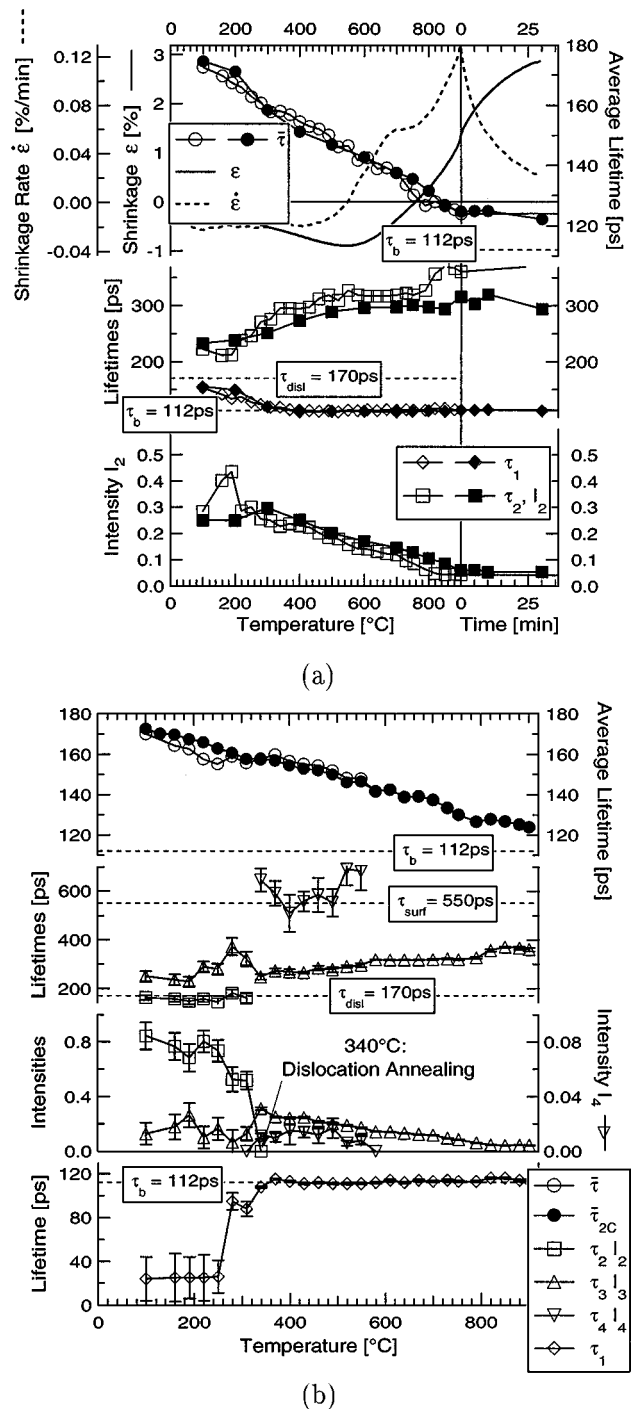 0 200 400 600 800 0 25
Shrinkage Rate ε̇ [%/min]
0.12
0.08
0.04
0.00
-0.04
Shrinkage ε [%]
3
2
1
0
-1
180
160
140
120
Average Lifetime [ps]
τ̄
ε
ε̇
τb = 112ps
Lifetimes [ps]
300
200
300
200
τdisl = 170ps
τb = 112ps
Intensity I2
0.5
0.4
0.3
0.2
0.1
0.0
0.5
0.4
0.3
0.2
0.1
0.0
τ1
τ2, I2
0 200 400 600 800 0 25
Temperature [°C] Time [min]
(a)
180
160
140
120
180
160
140
120
Average Lifetime [ps]
τb = 112ps
Lifetimes [ps]
600
400
200
600
400
200
τsurf = 550ps
τdisl = 170ps
Intensities
0.8
0.4
0.0
340°C:
Dislocation Annealing
0.08
0.04
0.00
Intensity I4
Lifetime [ps]
120
80
40
0
τb = 112ps
0 200 400 600 800
Temperature [°C]
τ̄
τ̄2C
τ2 I2
τ3 I3
τ4 I4
τ1
(b)